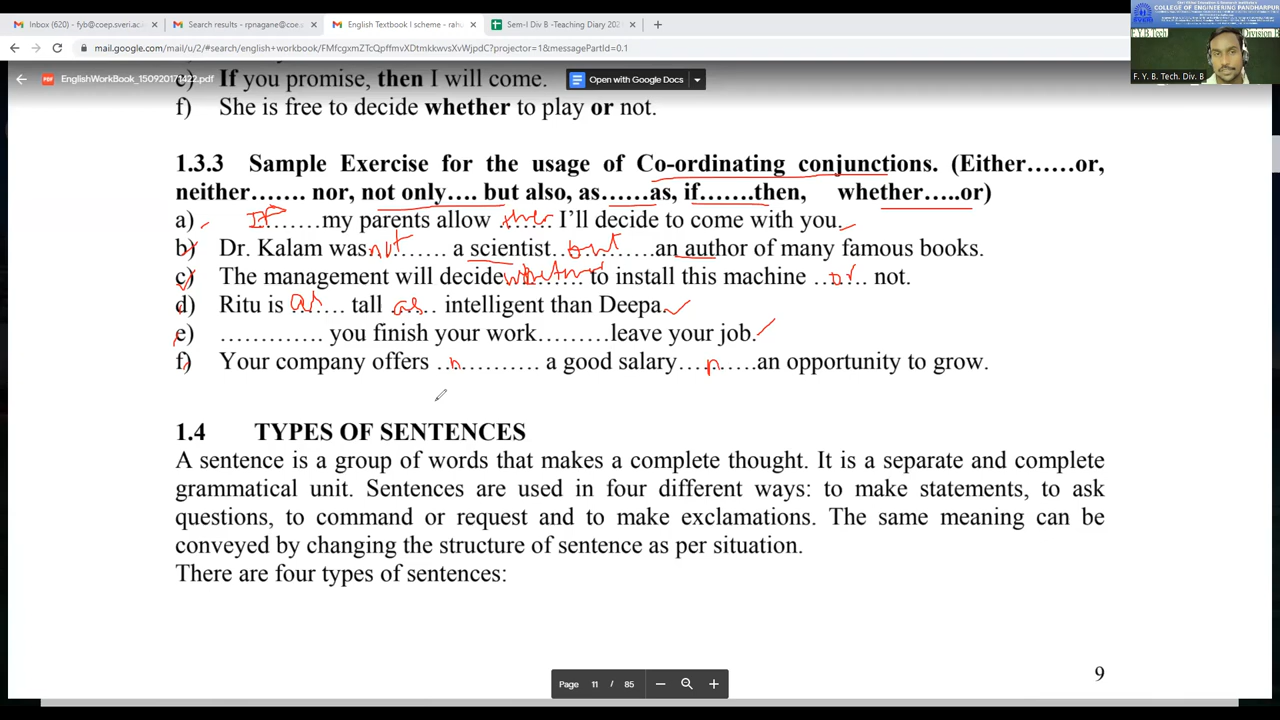 Inbox (620) - fyb@coep.sveri.ac.i
Search results - rpnagane@coe.
English Textbook I scheme - rah
Sem-I Div B -Teaching Diary 202
mail.google.com/mail/u/2/#search/english+workbook/FMfcgxmZTcQpffmvXDtmkkwvsXvWjpdC?projector=1&messagePartId=0.1
COLLEGE OF ENGINEERING PANDHARPUR
F.Y.B Tech. Division B
F. Y. B. Tech. Div. B
EnglishWorkBook_150920171422.pdf
Open with Google Docs
If you promise, then I will come.
f) She is free to decide whether to play or not.
1.3.3 Sample Exercise for the usage of Co-ordinating conjunctions. (Either……or,
neither……. nor, not only…. but also, as……as, if…….then, whether…..or)
a) If …….my parents allow then ……. I’ll decide to come with you.
b) Dr. Kalam was not ……. a scientist but ………….an author of many famous books.
c) The management will decide whether ……. to install this machine or ……. not.
d) Ritu is as ……. tall as …… intelligent than Deepa.
e) …………. you finish your work………leave your job.
f) Your company offers n ………… a good salary n ……….an opportunity to grow.
1.4 TYPES OF SENTENCES
A sentence is a group of words that makes a complete thought. It is a separate and complete
grammatical unit. Sentences are used in four different ways: to make statements, to ask
questions, to command or request and to make exclamations. The same meaning can be
conveyed by changing the structure of sentence as per situation.
There are four types of sentences:
9
Page 11 / 85